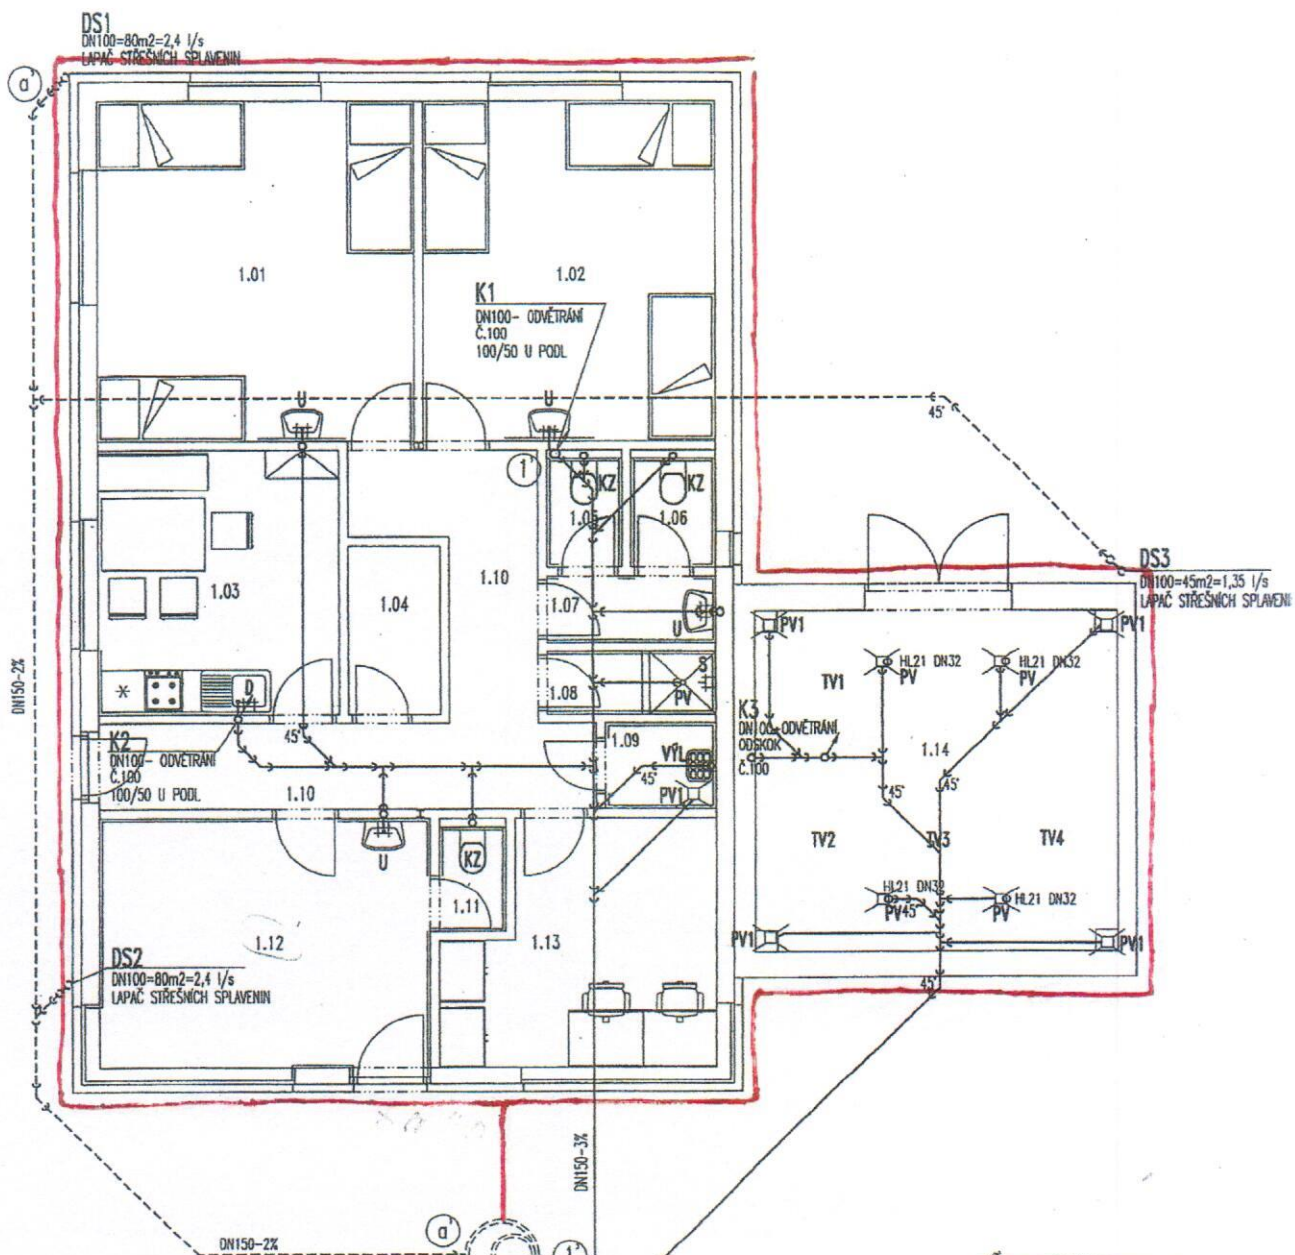 DS1
DN100=80m2=2,4 l/s
LAPAČ STŘEŠNÍCH SPLAVENIN
a'
1.01
1.02
K1
DN100- ODVĚTRÁNÍ
Č.100
100/50 U PODL
U
U
45°
1'
KZ
KZ
1.05
1.06
DS3
DN100=45m2=1,35 l/s
LAPAČ STŘEŠNÍCH SPLAVENI
1.03
1.04
1.10
1.07
U
PV1
PV1
HL21 DN32
PV
HL21 DN32
PV
TV1
DN150-2%
D
1.08
S
PV
K3
ODVĚTRÁNÍ
ODSKOK
Č.100
1.14
45°
K2
DN100- ODVĚTRÁNÍ
Č.100
100/50 U PODL
1.09
VÝL
45°
PV1
45°
45°
1.10
TV2
TV3
TV4
U
KZ
1.11
HL21 DN32
PV
45°
HL21 DN32
PV
1.12
1.13
PV1
PV1
DS2
DN100=80m2=2,4 l/s
LAPAČ STŘEŠNÍCH SPLAVENIN
45°
DN150-3%
a'
DN150-2%
1'